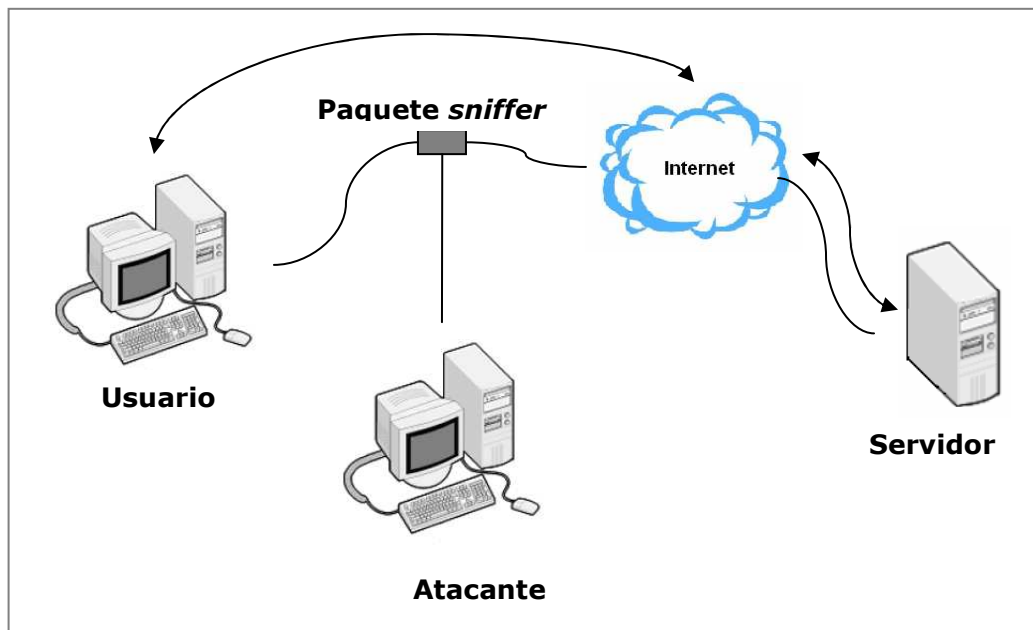 Paquete sniffer
Internet
Usuario
Servidor
Atacante